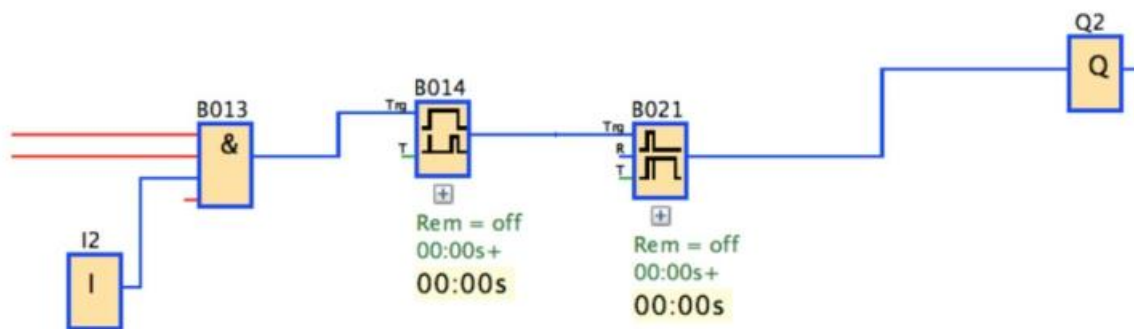 Q2
Q
B014
B021
B013
Trg
Trg
&
R
T
T
Rem = off
00:00s+
00:00s
I2
I
Rem = off
00:00s+
00:00s